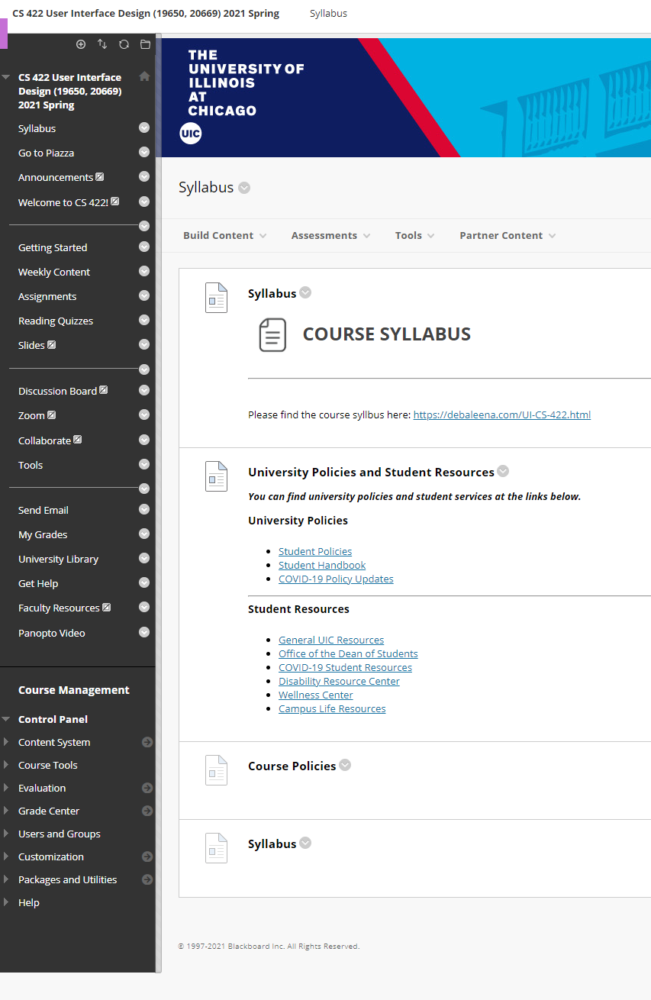 CS 422 User Interface Design (19650, 20669) 2021 Spring
Syllabus
CS 422 User Interface
Design (19650, 20669)
2021 Spring
Syllabus
Go to Piazza
Announcements
Welcome to CS 422!
Getting Started
Weekly Content
Assignments
Reading Quizzes
Slides
Discussion Board
Zoom
Collaborate
Tools
Send Email
My Grades
University Library
Get Help
Faculty Resources
Panopto Video
Course Management
Control Panel
Content System
Course Tools
Evaluation
Grade Center
Users and Groups
Customization
Packages and Utilities
Help
THE
UNIVERSITY OF
ILLINOIS
AT
CHICAGO
UIC
Syllabus
Build Content
Assessments
Tools
Partner Content
Syllabus
COURSE SYLLABUS
Please find the course syllbus here: https://debaleena.com/UI-CS-422.html
University Policies and Student Resources
You can find university policies and student services at the links below.
University Policies
Student Policies
Student Handbook
COVID-19 Policy Updates
Student Resources
General UIC Resources
Office of the Dean of Students
COVID-19 Student Resources
Disability Resource Center
Wellness Center
Campus Life Resources
Course Policies
Syllabus
© 1997-2021 Blackboard Inc. All Rights Reserved.